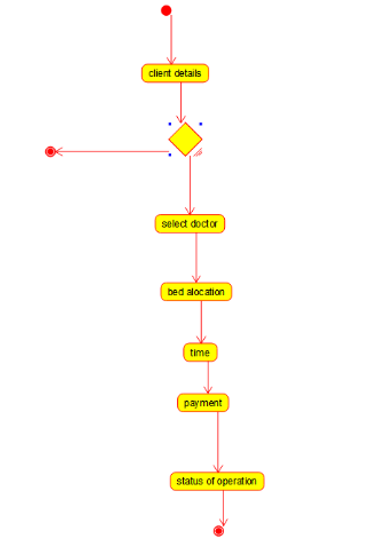 client details
select doctor
bed alocation
time
payment
status of operation